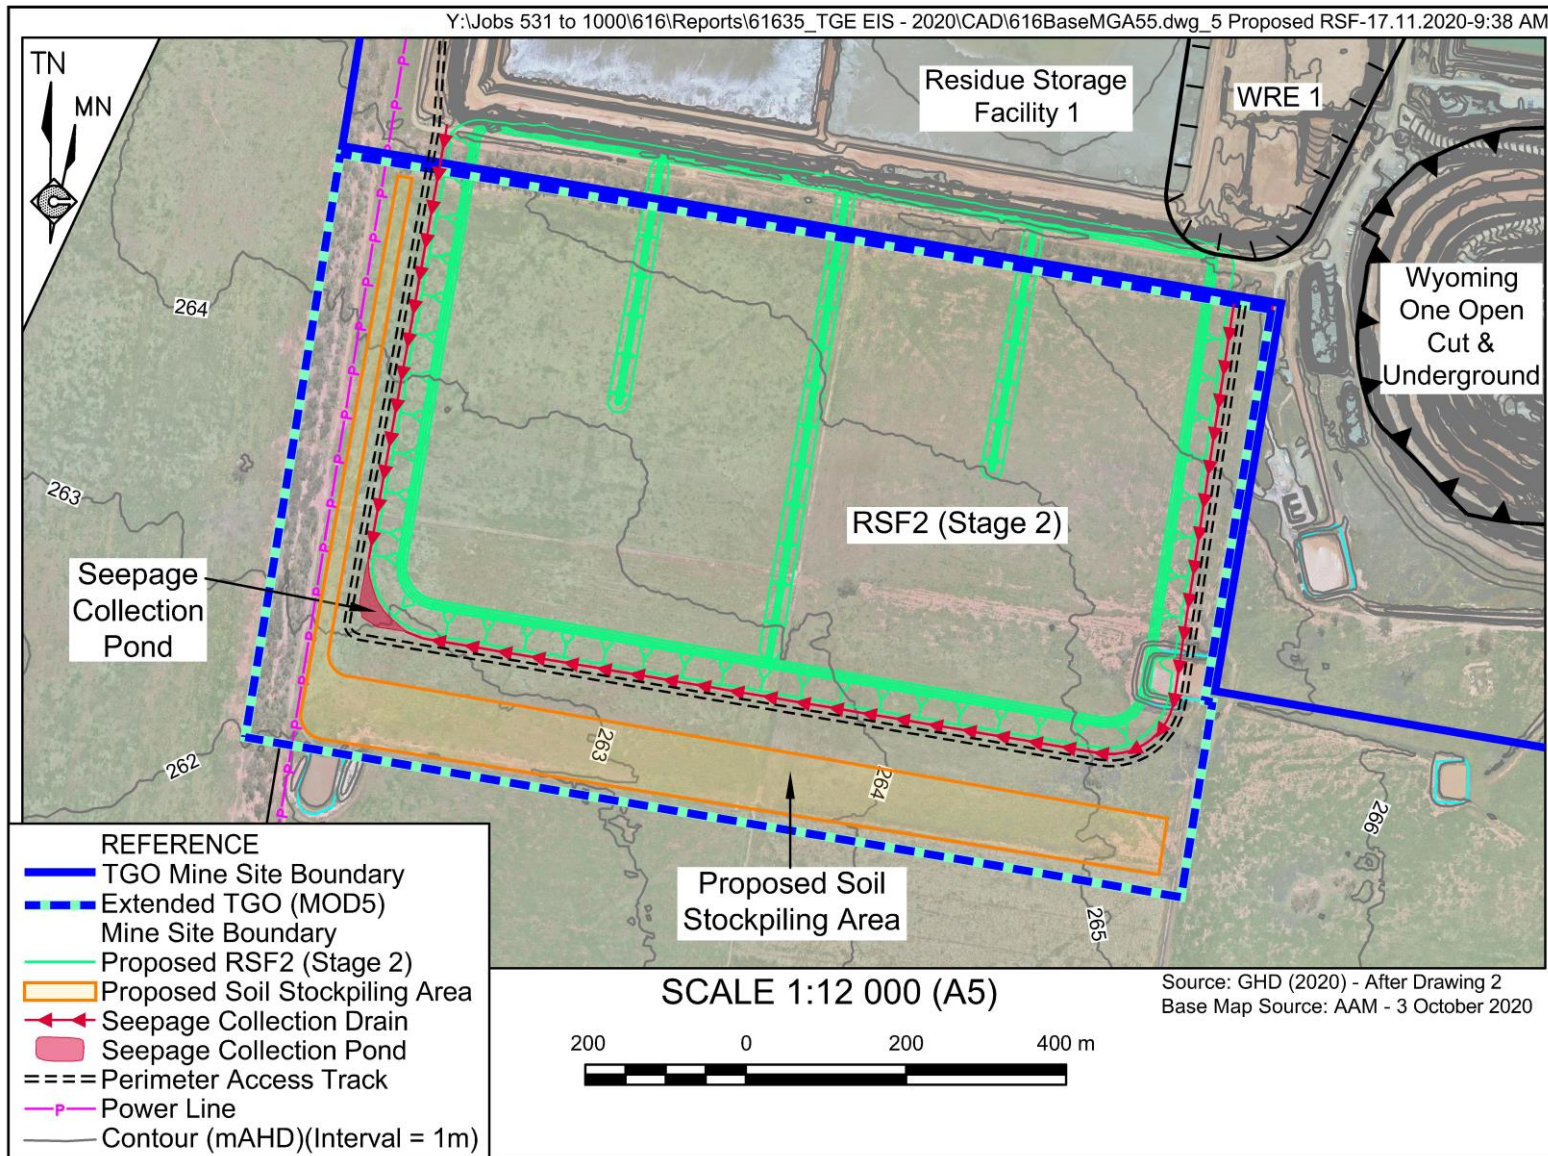 Y:\Jobs 531 to 1000\616\Reports\61635_TGE EIS - 2020\CAD\616BaseMGA55.dwg_5 Proposed RSF-17.11.2020-9:38 AM
TN
MN
Residue Storage
Facility 1
WRE 1
Wyoming
One Open
Cut &
Underground
264
263
RSF2 (Stage 2)
Seepage
Collection
Pond
262
263
264
265
266
Proposed Soil
Stockpiling Area
P
REFERENCE
TGO Mine Site Boundary
Extended TGO (MOD5)
Mine Site Boundary
Proposed RSF2 (Stage 2)
Proposed Soil Stockpiling Area
Seepage Collection Drain
Seepage Collection Pond
Perimeter Access Track
P
Power Line
Contour (mAHD)(Interval = 1m)
SCALE 1:12 000 (A5)
200
0
200
400 m
Source: GHD (2020) - After Drawing 2
Base Map Source: AAM - 3 October 2020